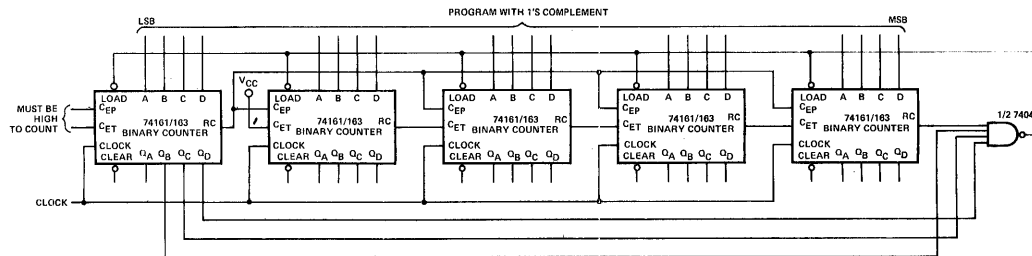 PROGRAM WITH 1'S COMPLEMENT
LSB
MSB
VCC
MUST BE
HIGH
TO COUNT
LOAD A B C D
CEP
74161/163 RC
CET BINARY COUNTER
CLOCK
CLEAR QA QB QC QD
LOAD A B C D
CEP
74161/163 RC
CET BINARY COUNTER
CLOCK
CLEAR QA QB QC QD
LOAD A B C D
CEP
74161/163 RC
CET BINARY COUNTER
CLOCK
CLEAR QA QB QC QD
LOAD A B C D
CEP
74161/163 RC
CET BINARY COUNTER
CLOCK
CLEAR QA QB QC QD
LOAD A B C D
CEP
74161/163 RC
CET BINARY COUNTER
CLOCK
CLEAR QA QB QC QD
1/2 7404
CLOCK